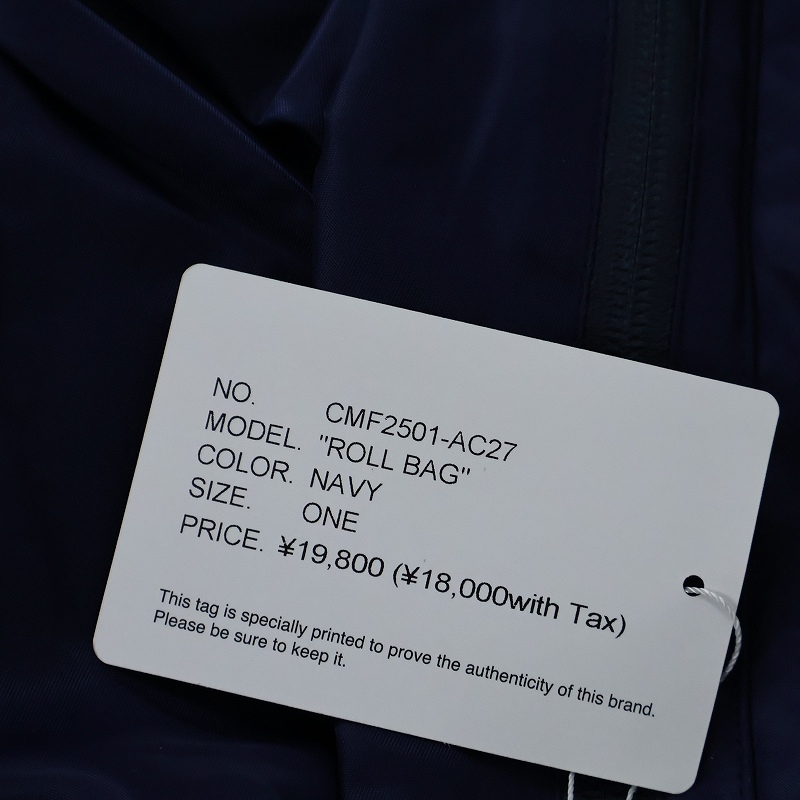 NO. CMF2501-AC27
MODEL. "ROLL BAG"
COLOR. NAVY
SIZE. ONE
PRICE. ¥19,800 (¥18,000with Tax)
This tag is specially printed to prove the authenticity of this brand.
Please be sure to keep it.